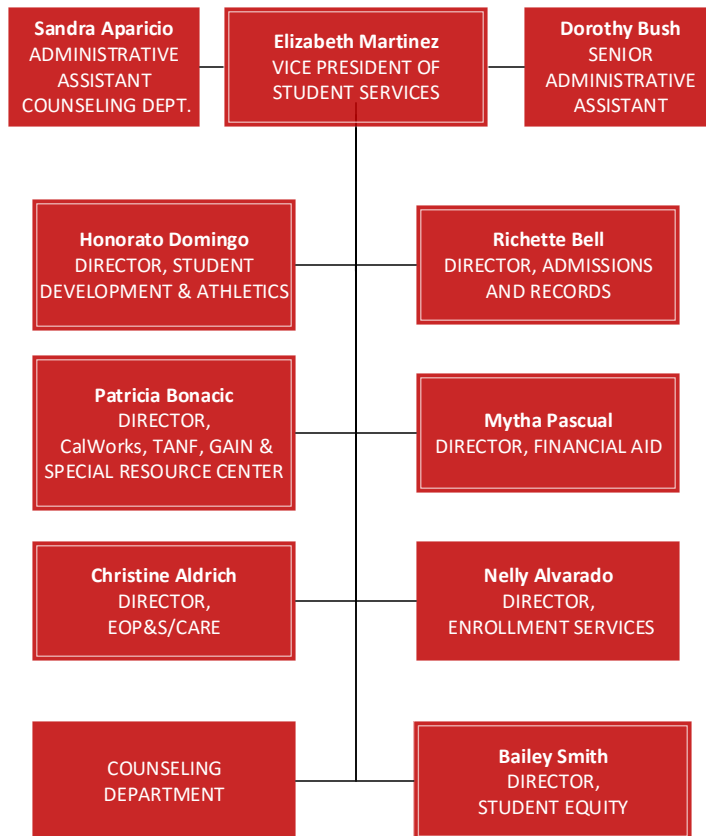 Sandra Aparicio
ADMINISTRATIVE
ASSISTANT
COUNSELING DEPT.
Elizabeth Martinez
VICE PRESIDENT OF
STUDENT SERVICES
Dorothy Bush
SENIOR
ADMINISTRATIVE
ASSISTANT
Honorato Domingo
DIRECTOR, STUDENT
DEVELOPMENT & ATHLETICS
Richette Bell
DIRECTOR, ADMISSIONS
AND RECORDS
Patricia Bonacic
DIRECTOR,
CalWorks, TANF, GAIN &
SPECIAL RESOURCE CENTER
Mytha Pascual
DIRECTOR, FINANCIAL AID
Christine Aldrich
DIRECTOR,
EOP&S/CARE
Nelly Alvarado
DIRECTOR,
ENROLLMENT SERVICES
COUNSELING
DEPARTMENT
Bailey Smith
DIRECTOR,
STUDENT EQUITY